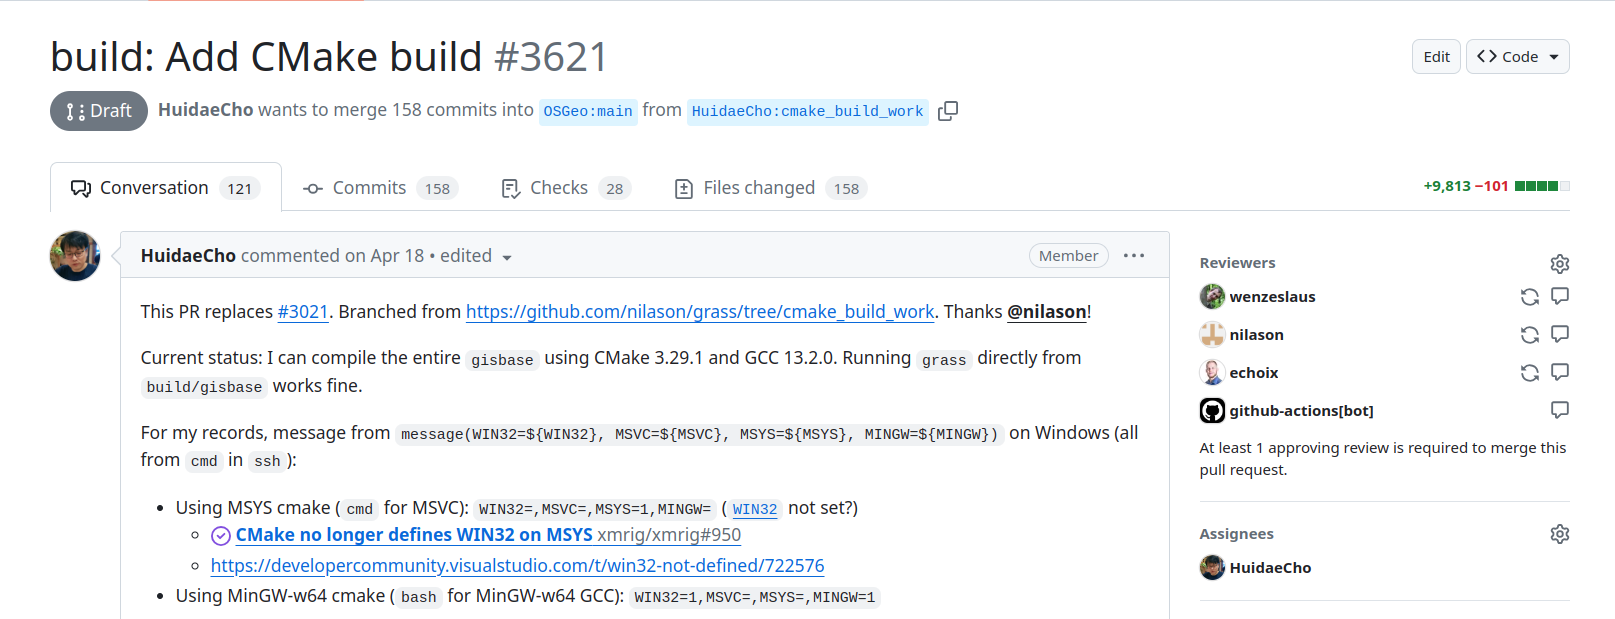 build: Add CMake build #3621
Edit
Code
Draft
HuidaeCho wants to merge 158 commits into OSGeo:main from HuidaeCho:cmake_build_work
Conversation 121
Commits 158
Checks 28
Files changed 158
+9,813 −101
HuidaeCho commented on Apr 18 • edited
Member
This PR replaces #3021. Branched from https://github.com/nilason/grass/tree/cmake_build_work. Thanks @nilason!
Current status: I can compile the entire gisbase using CMake 3.29.1 and GCC 13.2.0. Running grass directly from
build/gisbase works fine.
For my records, message from message(WIN32=${WIN32}, MSVC=${MSVC}, MSYS=${MSYS}, MINGW=${MINGW}) on Windows (all
from cmd in ssh):
• Using MSYS cmake (cmd for MSVC): WIN32=,MSVC=,MSYS=1,MINGW= (WIN32 not set?)
CMake no longer defines WIN32 on MSYS xmrig/xmrig#950
https://developercommunity.visualstudio.com/t/win32-not-defined/722576
• Using MinGW-w64 cmake (bash for MinGW-w64 GCC): WIN32=1,MSVC=,MSYS=,MINGW=1
Reviewers
wenzeslaus
nilason
echoix
github-actions[bot]
At least 1 approving review is required to merge this
pull request.
Assignees
HuidaeCho